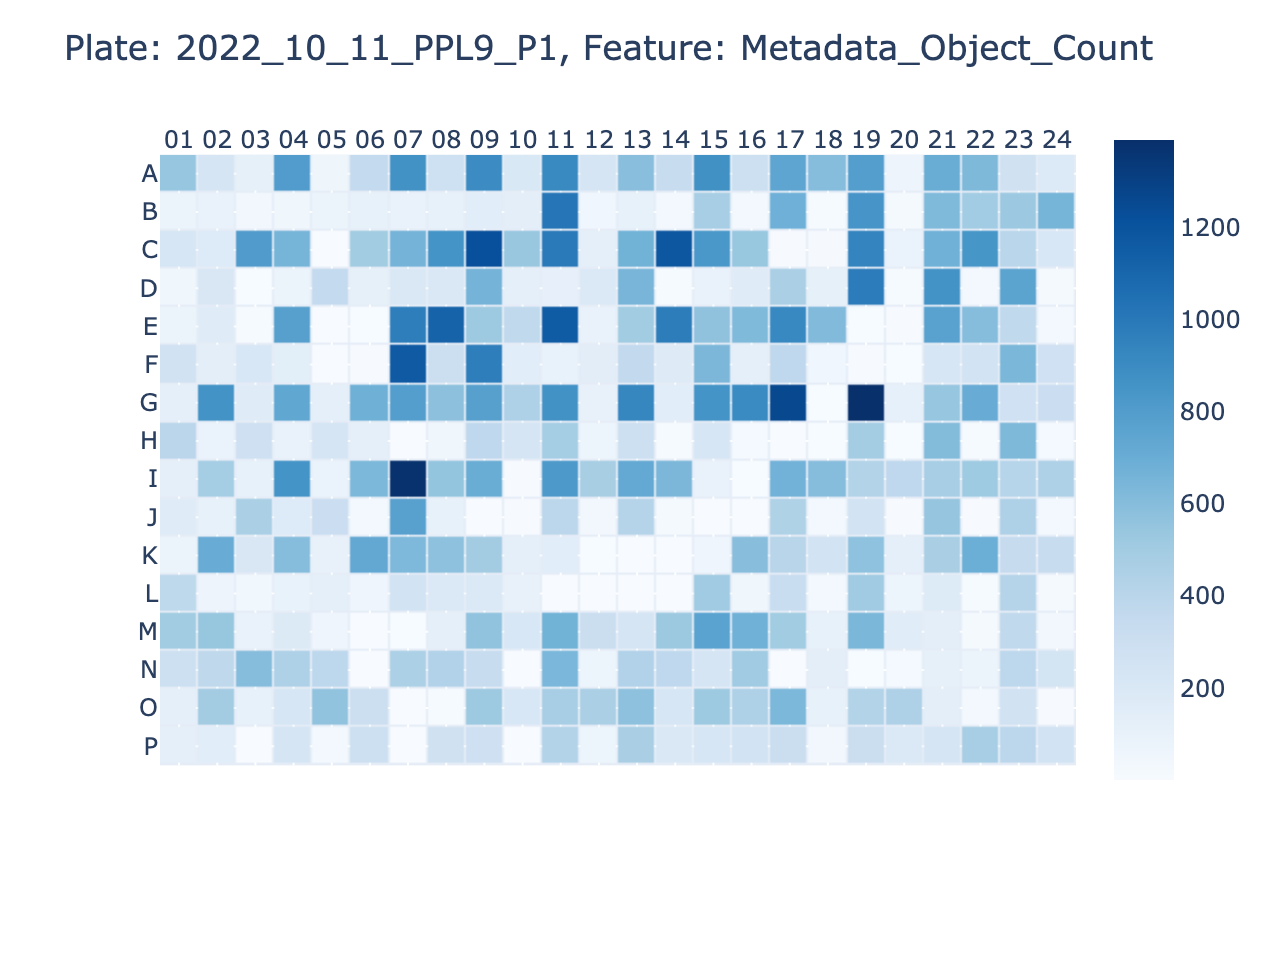 Plate: 2022_10_11_PPL9_P1, Feature: Metadata_Object_Count
01 02 03 04 05 06 07 08 09 10 11 12 13 14 15 16 17 18 19 20 21 22 23 24
A
B
C
D
E
F
G
H
I
J
K
L
M
N
O
P
1200
1000
800
600
400
200